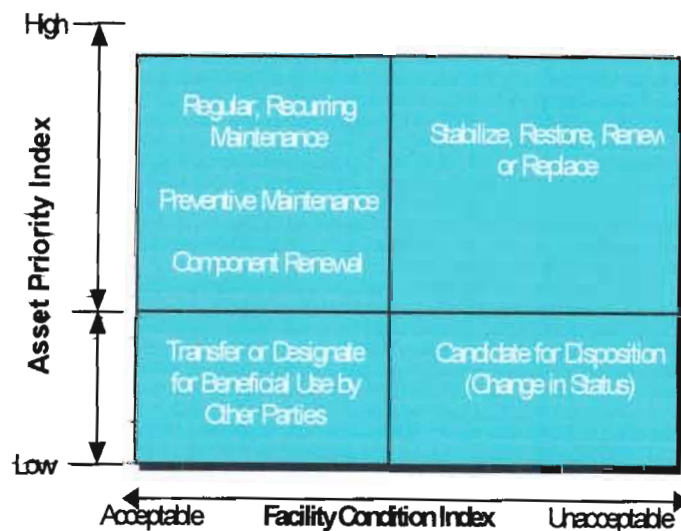 High
Asset Priority Index
Regular, Recurring
Maintenance
Preventive Maintenance
Component Renewal
Stabilize, Restore, Renew
or Replace
Transfer or Designate
for Beneficial Use by
Other Parties
Candidate for Disposition
(Change in Status)
Low
Acceptable Facility Condition Index Unacceptable